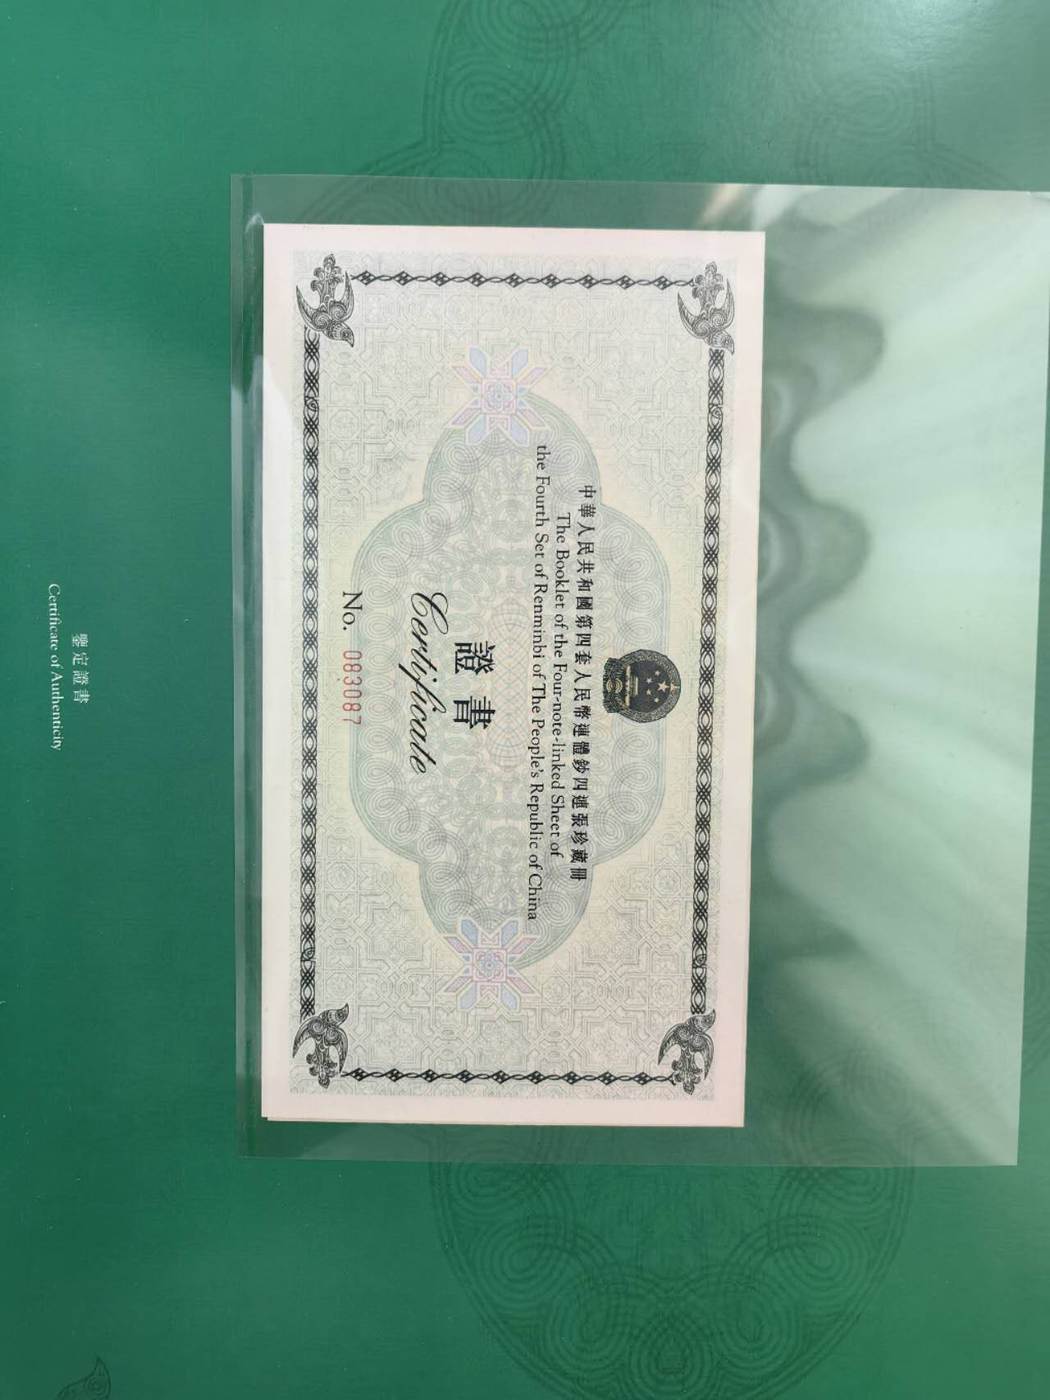 中華人民共和國第四套人民幣連體鈔四連張珍藏冊
The Booklet of the Four-note-linked Sheet of
the Fourth Set of Renminbi of The People's Republic of China
證書
Certificate
No. 083087
鑒定證書
Certificate of Authenticity